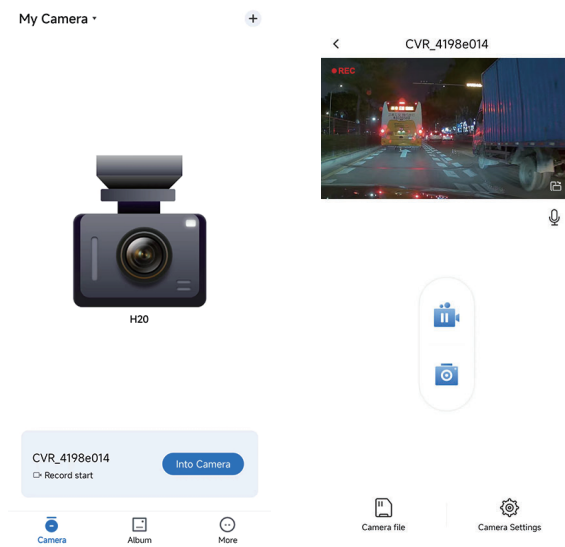 My Camera
H20
CVR_4198e014
Record start
Into Camera
Camera
Album
More
CVR_4198e014
REC
Camera file
Camera Settings